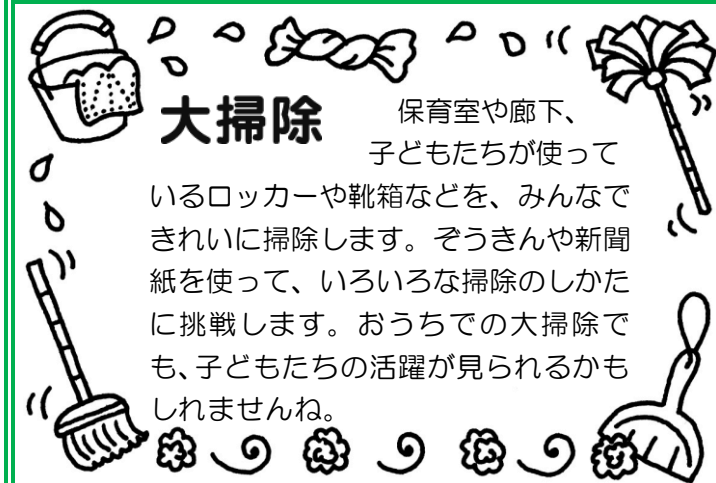 大掃除
保育室や廊下、
子どもたちが使って
いるロッカーや靴箱などを、みんなで
きれいに掃除します。ぞうきんや新聞
紙を使って、いろいろな掃除のしかた
に挑戦します。おうちでの大掃除で
も、子どもたちの活躍が見られるかも
しれませんね。